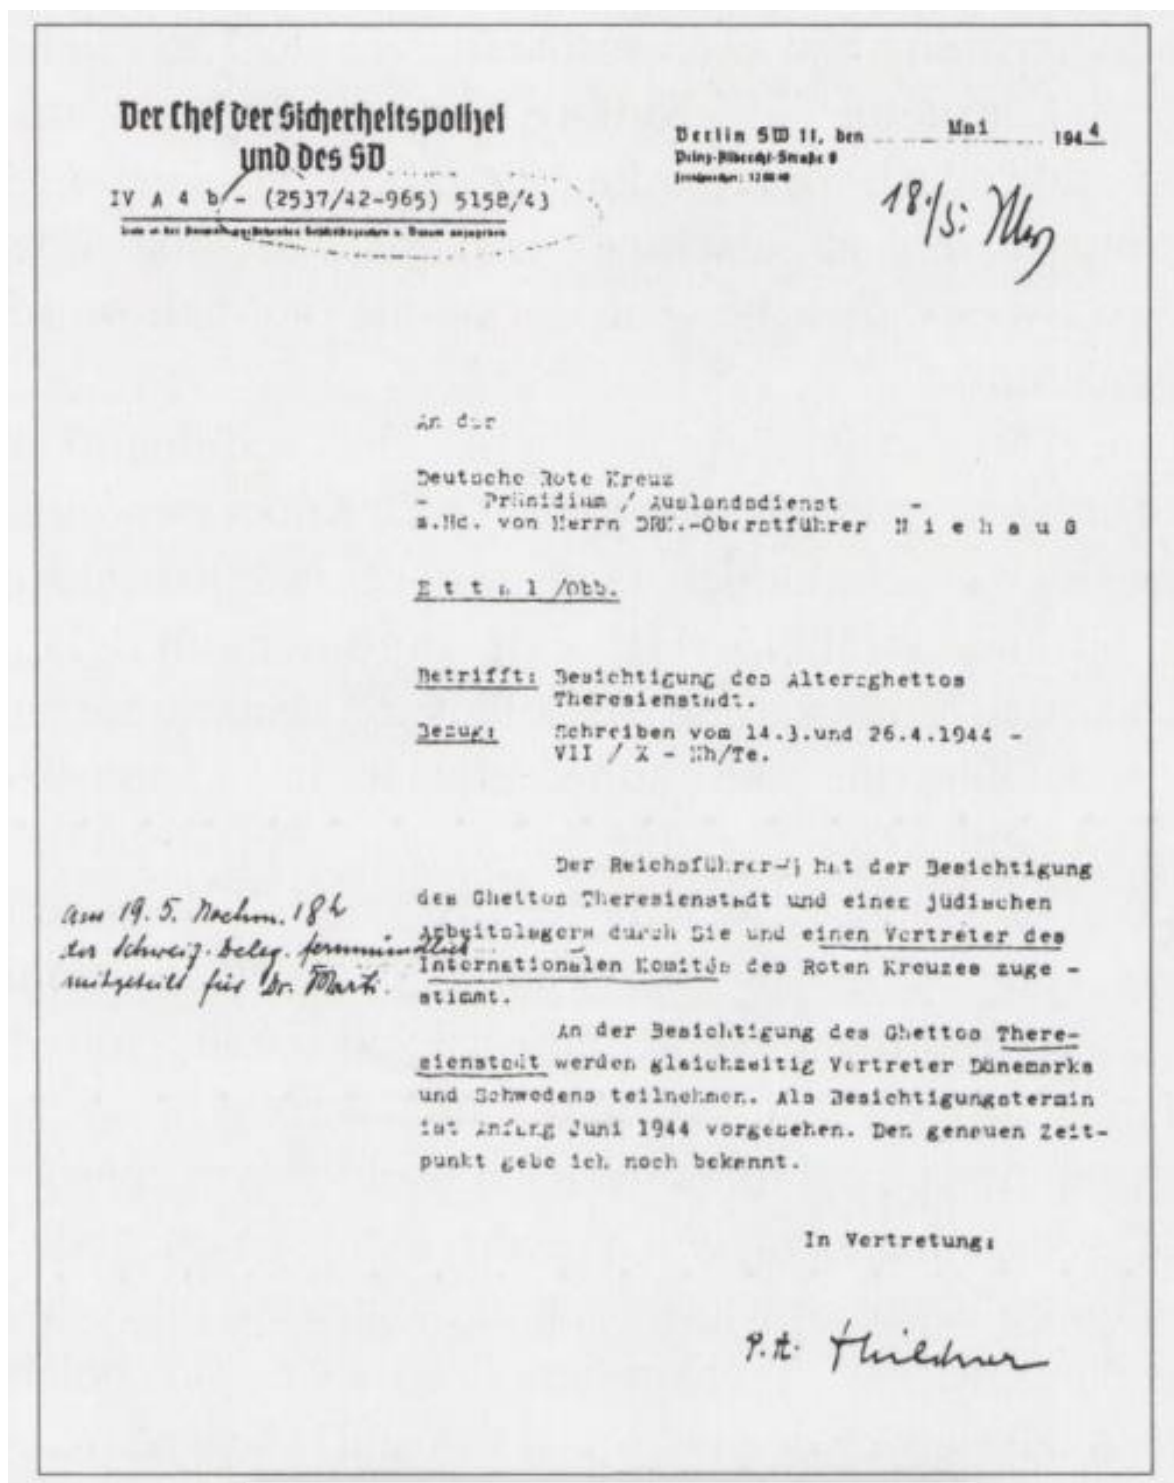 Der Chef der Sicherheitspolizei
und des SD
IV A 4 b - (2537/42-965) 5158/43
Berlin SW 11, den Mai 1944
Prinz-Albrecht-Straße 8
18./5.
An das
Deutsche Rote Kreuz
- Präsidium / Auslandsdienst -
z.Hd. von Herrn DRK.-Oberstführer N i e h a u ß
E t t a l /Obb.
Betrifft: Besichtigung des Altersghettos
Theresienstadt.
Bezug: Schreiben vom 14.3.und 26.4.1944 -
VII / X - Nh/Te.
Der Reichsführer-SS hat der Besichtigung
des Ghettos Theresienstadt und eines jüdischen
Arbeitslagers durch Sie und einen Vertreter des
Internationalen Komités des Roten Kreuzes zuge -
stimmt.
An der Besichtigung des Ghettos There-
sienstadt werden gleichzeitig Vertreter Dänemarks
und Schwedens teilnehmen. Als Besichtigungstermin
ist Anfang Juni 1944 vorgesehen. Den genauen Zeit-
punkt gebe ich noch bekannt.
am 19.5. Nachm. 18h
der Schweiz. Deleg. fernmündlich
mitgeteilt für Dr. Marti.
In Vertretung: